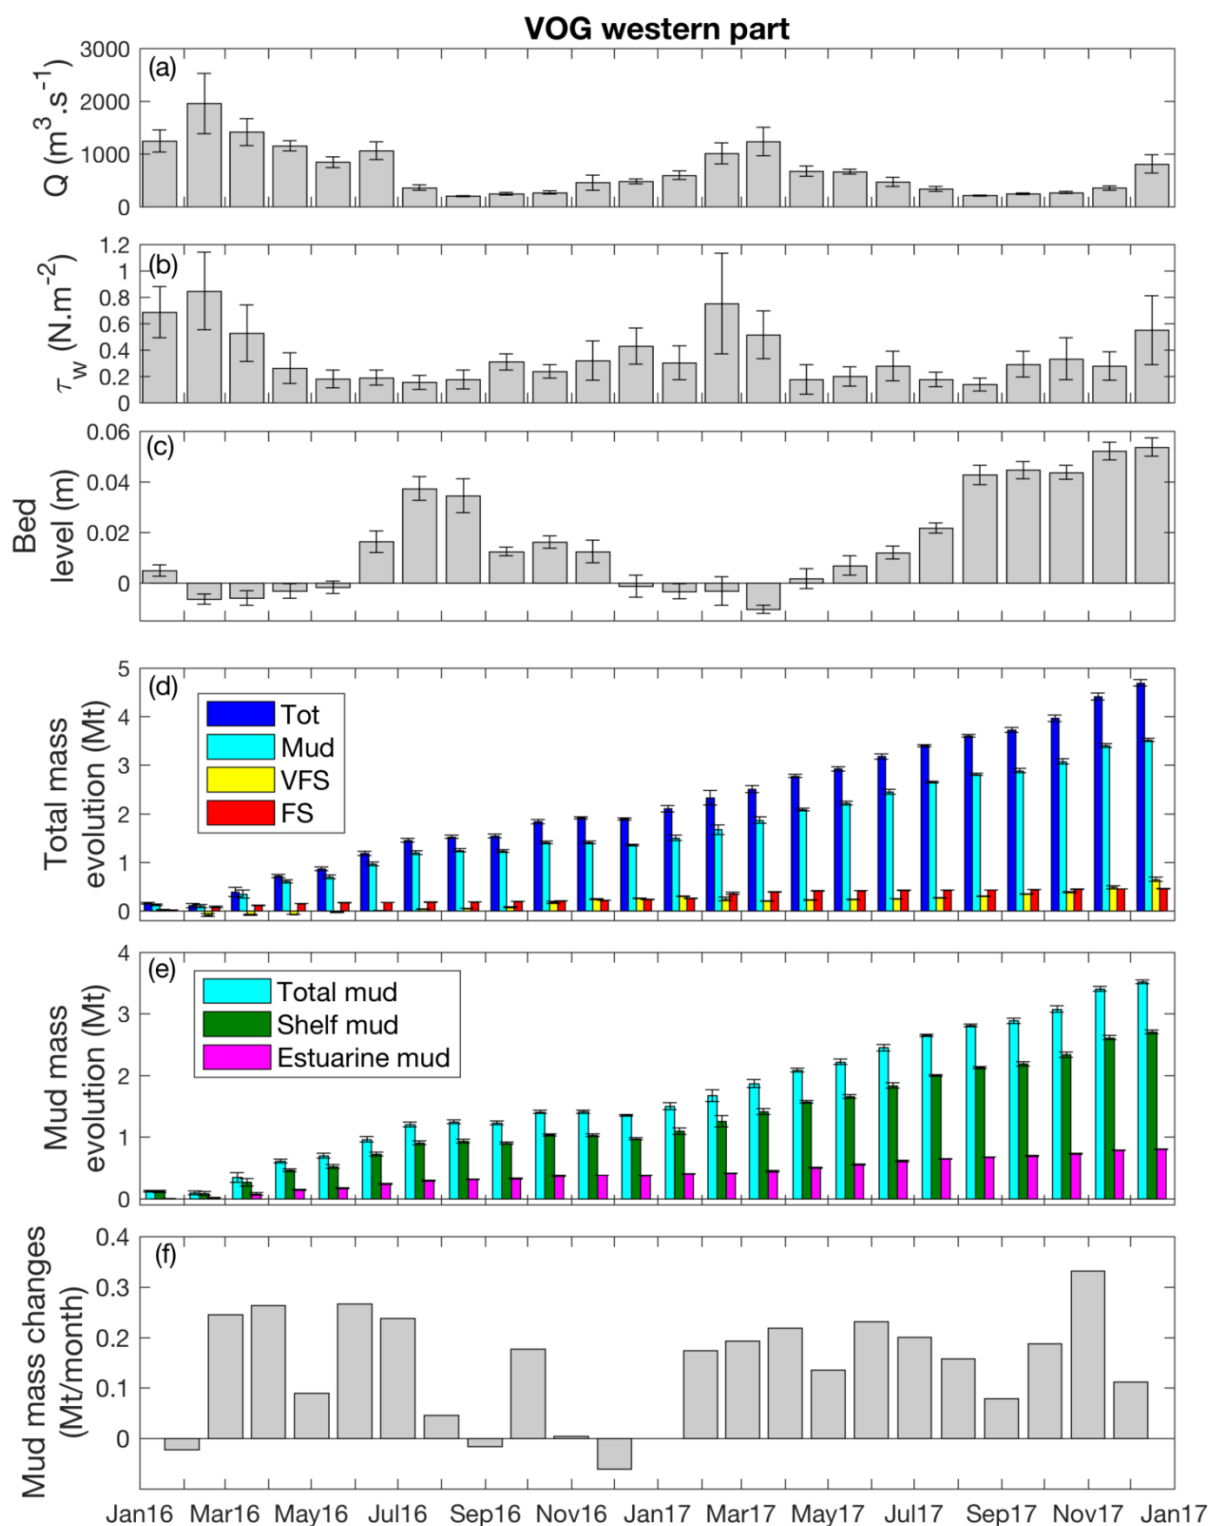 VOG western part
(a)
Q (m³.s⁻¹)
3000
2000
1000
0
(b)
τw (N.m⁻²)
1.2
1
0.8
0.6
0.4
0.2
0
(c)
Bed
level (m)
0.06
0.04
0.02
0
(d)
Total mass
evolution (Mt)
5
4
3
2
1
0
Tot
Mud
VFS
FS
(e)
Mud mass
evolution (Mt)
4
3
2
1
0
Total mud
Shelf mud
Estuarine mud
(f)
Mud mass changes
(Mt/month)
0.4
0.3
0.2
0.1
0
Jan16 Mar16 May16 Jul16 Sep16 Nov16 Jan17 Mar17 May17 Jul17 Sep17 Nov17 Jan17